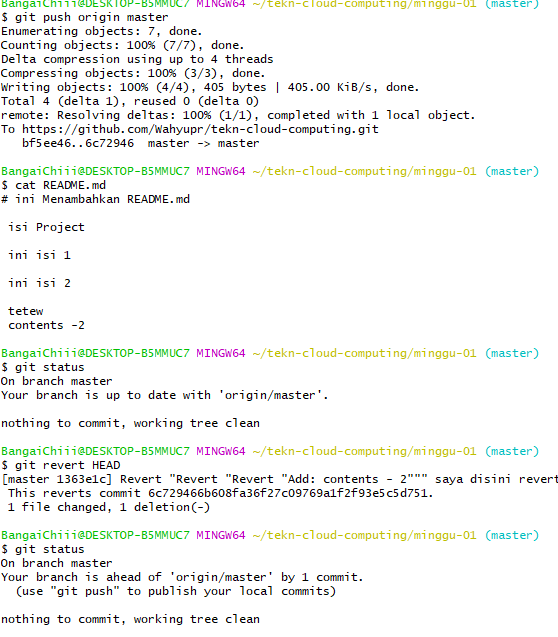 BangaiChiii@DESKTOP-B5MMUC7 MINGW64 ~/tekn-cloud-computing/minggu-01 (master)
$ git push origin master
Enumerating objects: 7, done.
Counting objects: 100% (7/7), done.
Delta compression using up to 4 threads
Compressing objects: 100% (3/3), done.
Writing objects: 100% (4/4), 405 bytes | 405.00 KiB/s, done.
Total 4 (delta 1), reused 0 (delta 0)
remote: Resolving deltas: 100% (1/1), completed with 1 local object.
To https://github.com/Wahyupr/tekn-cloud-computing.git
   bf5ee46..6c72946  master -> master
BangaiChiii@DESKTOP-B5MMUC7 MINGW64 ~/tekn-cloud-computing/minggu-01 (master)
$ cat README.md
# ini Menambahkan README.md
isi Project
ini isi 1
ini isi 2
tetew
contents -2
BangaiChiii@DESKTOP-B5MMUC7 MINGW64 ~/tekn-cloud-computing/minggu-01 (master)
$ git status
On branch master
Your branch is up to date with 'origin/master'.
nothing to commit, working tree clean
BangaiChiii@DESKTOP-B5MMUC7 MINGW64 ~/tekn-cloud-computing/minggu-01 (master)
$ git revert HEAD
[master 1363e1c] Revert "Revert "Revert "Add: contents - 2""" saya disini revert
 This reverts commit 6c729466b608fa36f27c09769a1f2f93e5c5d751.
 1 file changed, 1 deletion(-)
BangaiChiii@DESKTOP-B5MMUC7 MINGW64 ~/tekn-cloud-computing/minggu-01 (master)
$ git status
On branch master
Your branch is ahead of 'origin/master' by 1 commit.
  (use "git push" to publish your local commits)
nothing to commit, working tree clean